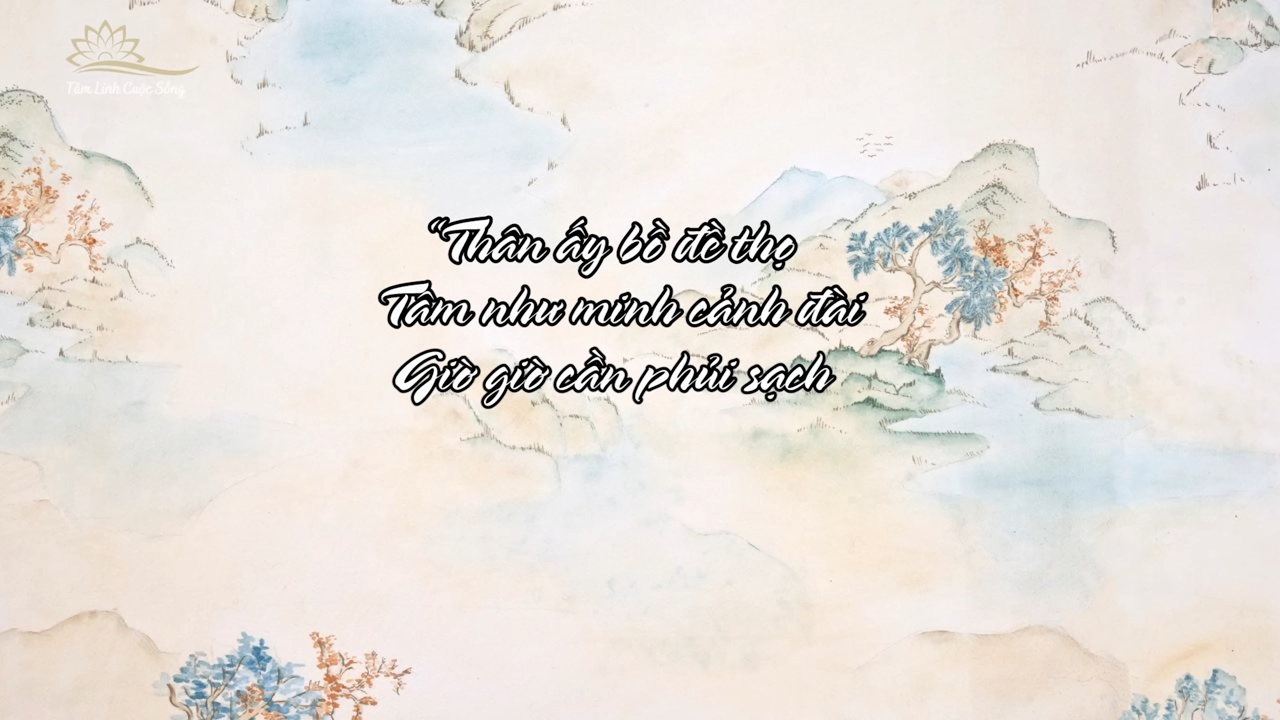 Tâm Linh Cuộc Sống
“Thân ấy bồ đề thọ
Tâm như minh cảnh đài
Giờ giờ cần phủi sạch